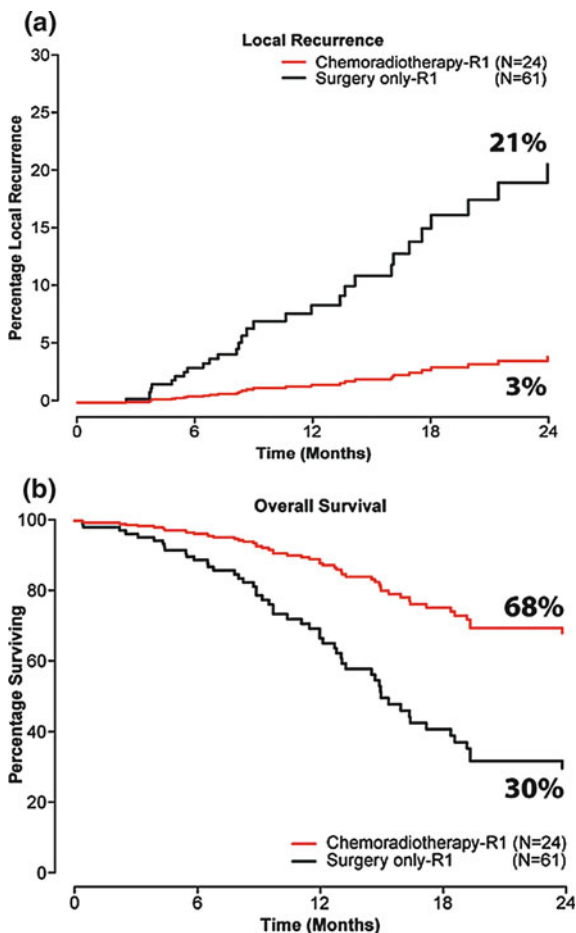 (a)
Local Recurrence
Chemoradiotherapy-R1 (N=24)
Surgery only-R1 (N=61)
30
25
20
15
10
5
0
Percentage Local Recurrence
21%
3%
0 6 12 18 24
Time (Months)
(b)
Overall Survival
100
80
60
40
20
0
Percentage Surviving
68%
30%
Chemoradiotherapy-R1 (N=24)
Surgery only-R1 (N=61)
0 6 12 18 24
Time (Months)